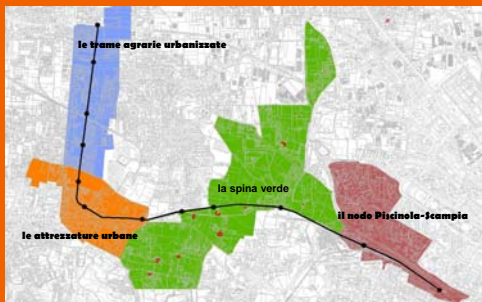 le trame agrarie urbanizzate
la spina verde
il nodo Piscinola-Scampia
le attrezzature urbane